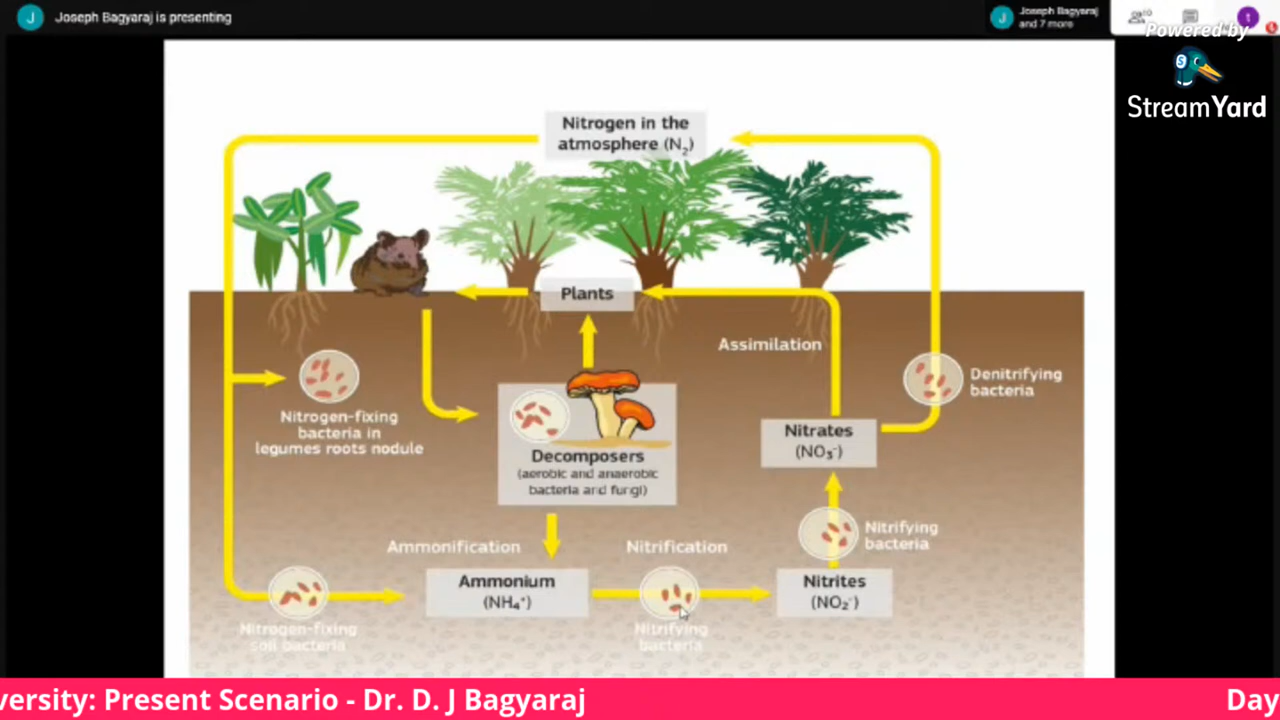 J Joseph Bagyaraj is presenting
J Joseph Bagyaraj
and 7 more
10
t
Powered by
S
StreamYard
Nitrogen in the
atmosphere (N₂)
Plants
Assimilation
Denitrifying
bacteria
Nitrogen-fixing
bacteria in
legumes roots nodule
Nitrates
(NO₃⁻)
Decomposers
(aerobic and anaerobic
bacteria and fungi)
Nitrifying
bacteria
Ammonification
Nitrification
Ammonium
(NH₄⁺)
Nitrites
(NO₂⁻)
Nitrogen-fixing
soil bacteria
Nitrifying
bacteria
versity: Present Scenario - Dr. D. J Bagyaraj
Day